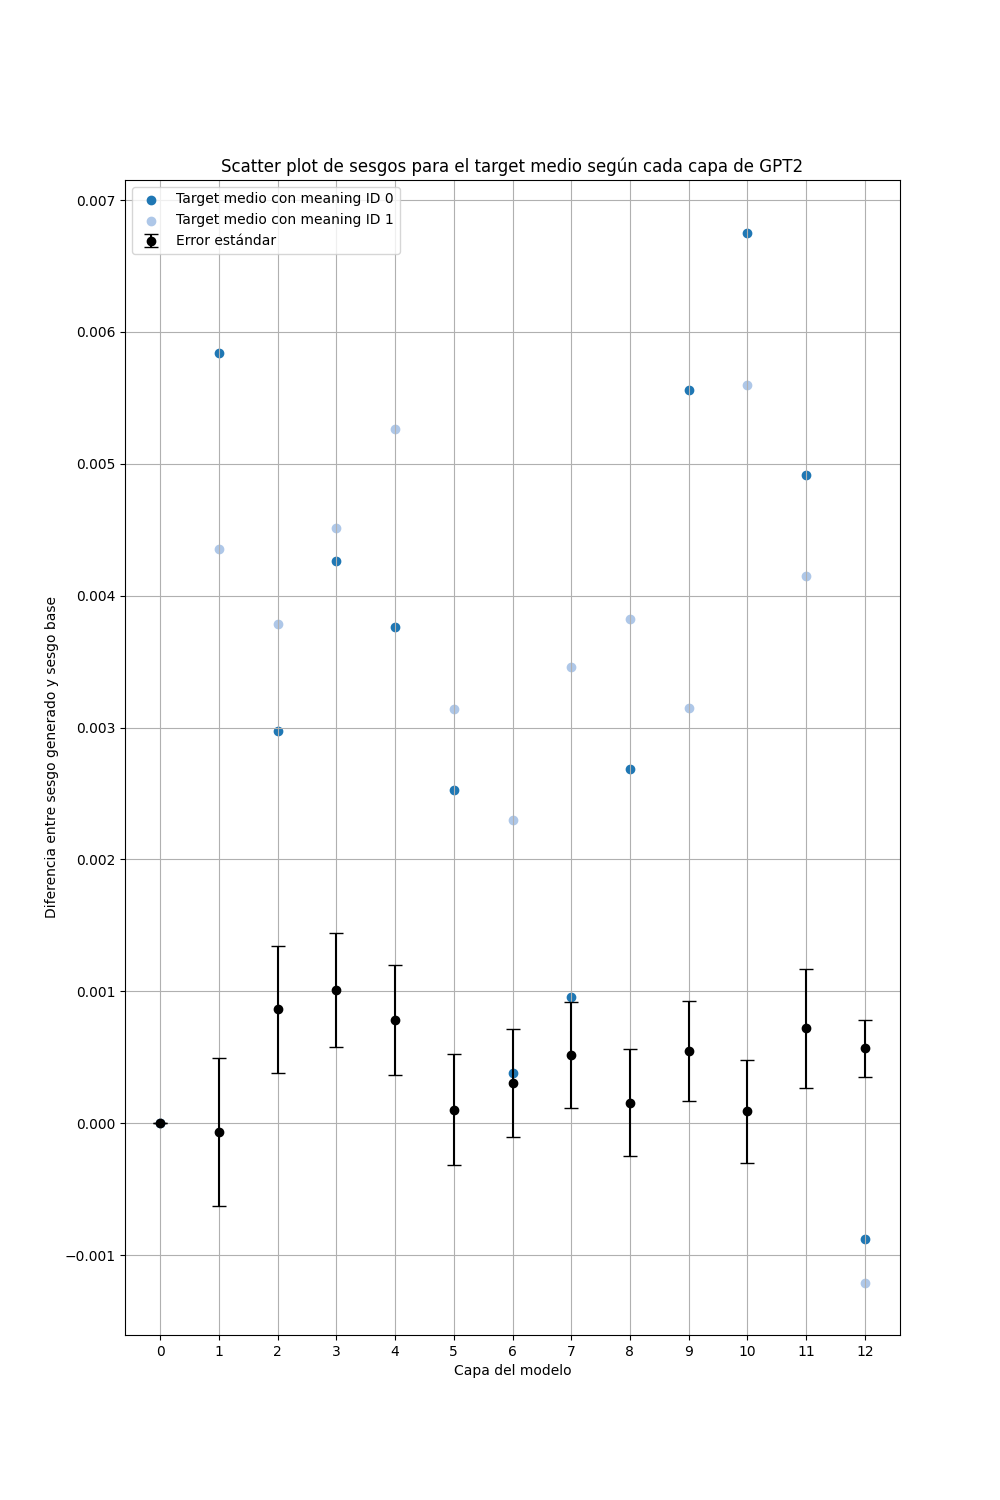 Scatter plot de sesgos para el target medio según cada capa de GPT2
Target medio con meaning ID 0
Target medio con meaning ID 1
Error estándar
0.007
0.006
0.005
0.004
0.003
0.002
0.001
0.000
−0.001
Diferencia entre sesgo generado y sesgo base
0 1 2 3 4 5 6 7 8 9 10 11 12
Capa del modelo